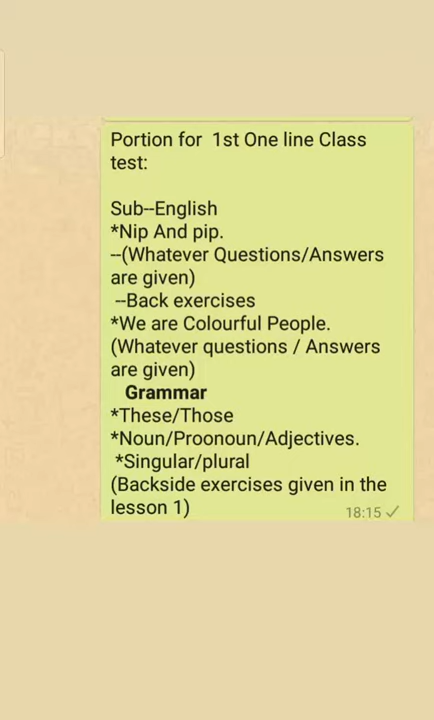 Portion for 1st One line Class
test:
Sub--English
*Nip And pip.
--(Whatever Questions/Answers
are given)
--Back exercises
*We are Colourful People.
(Whatever questions / Answers
are given)
Grammar
*These/Those
*Noun/Proonoun/Adjectives.
*Singular/plural
(Backside exercises given in the
lesson 1)
18:15